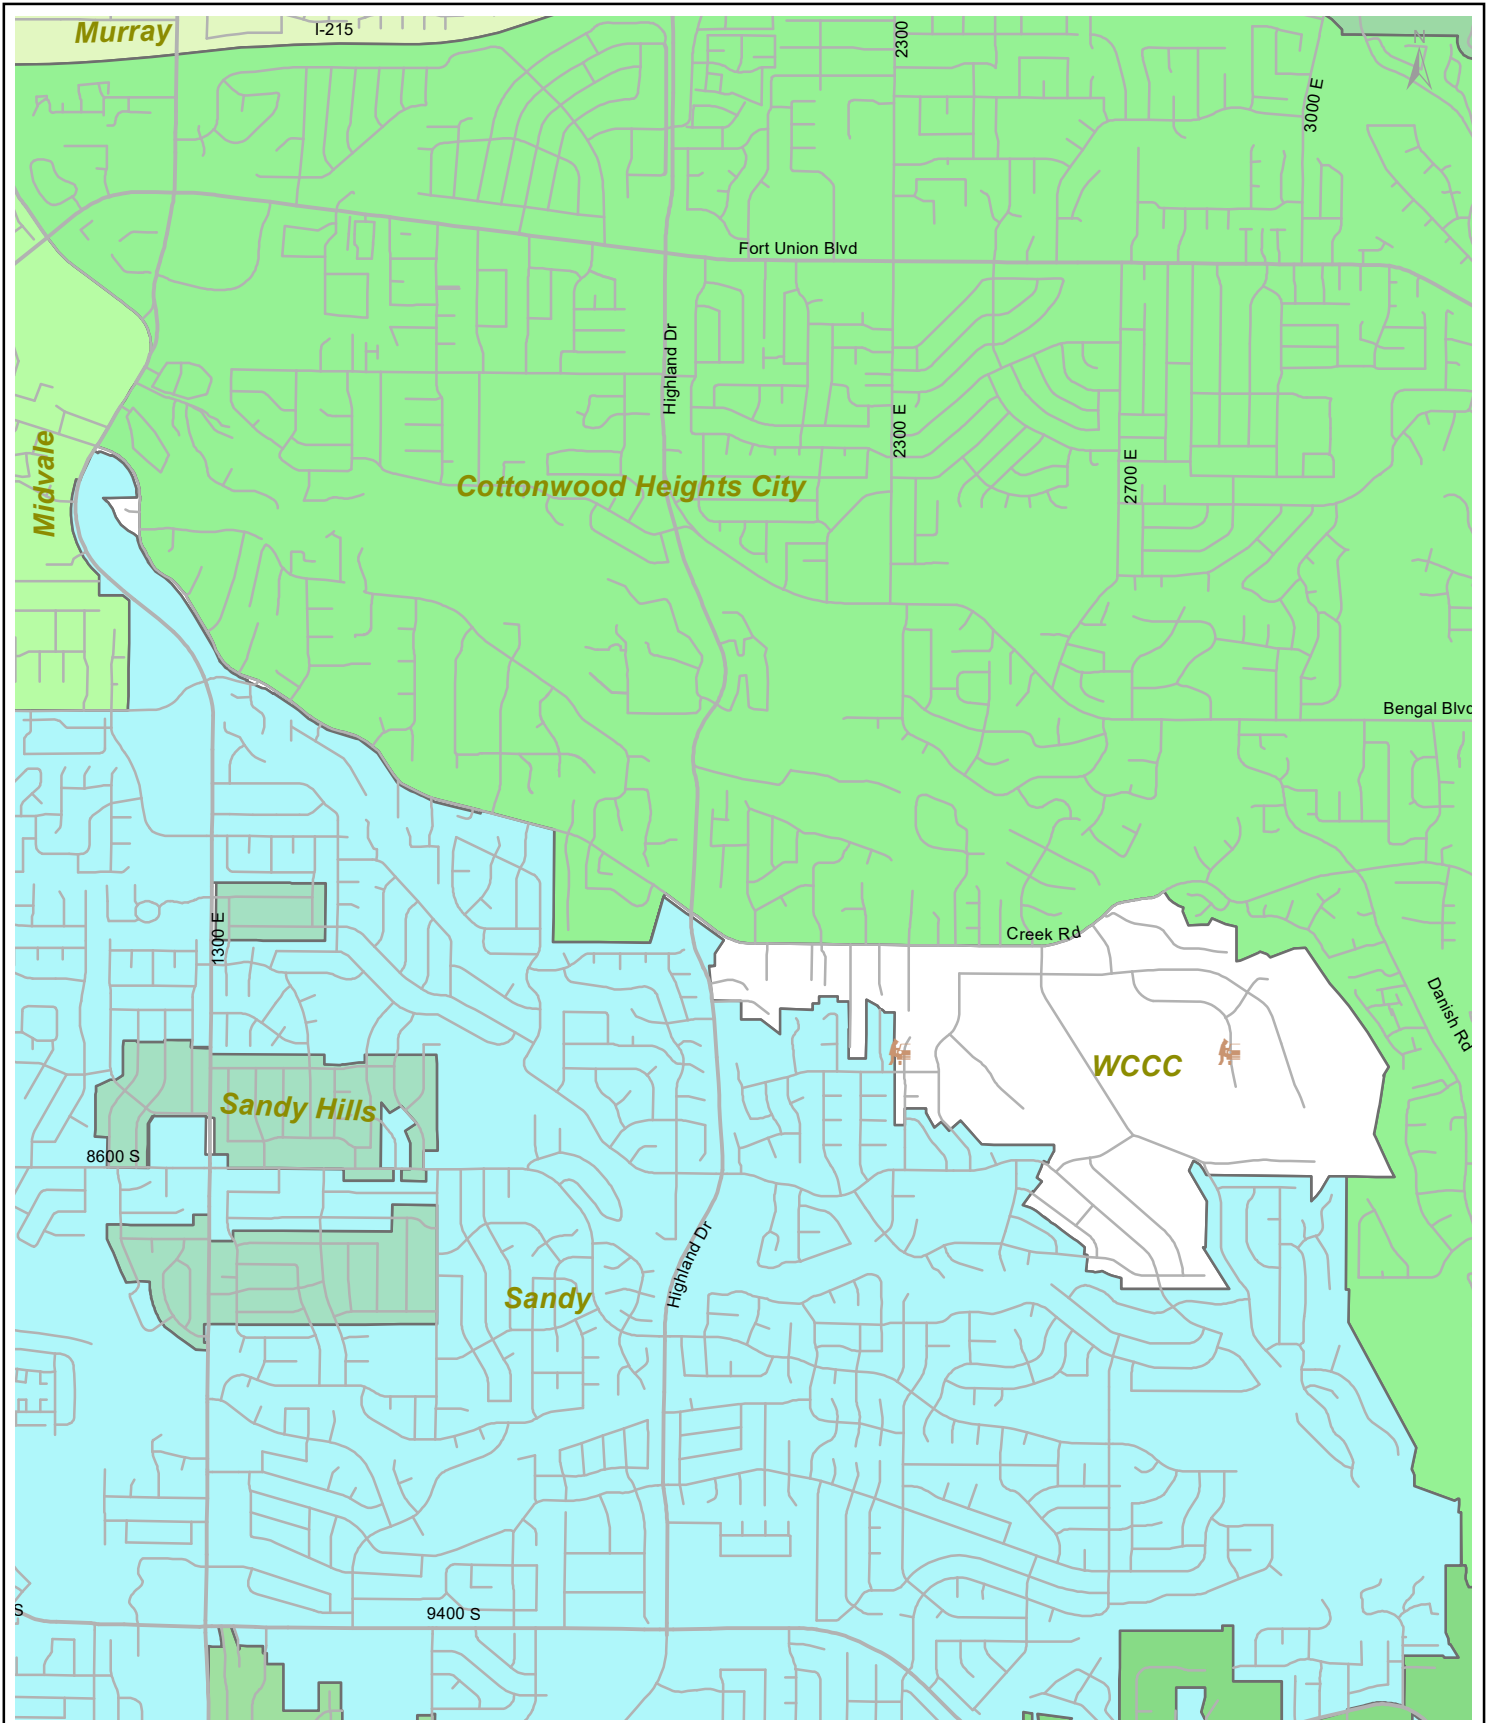 Murray
I-215
2300
N
3000 E
Fort Union Blvd
Highland Dr
2300 E
2700 E
Midvale
Cottonwood Heights City
Bengal Blvd
1300 E
Creek Rd
Danish Rd
WCCC
Sandy Hills
8600 S
Highland Dr
Sandy
S
9400 S